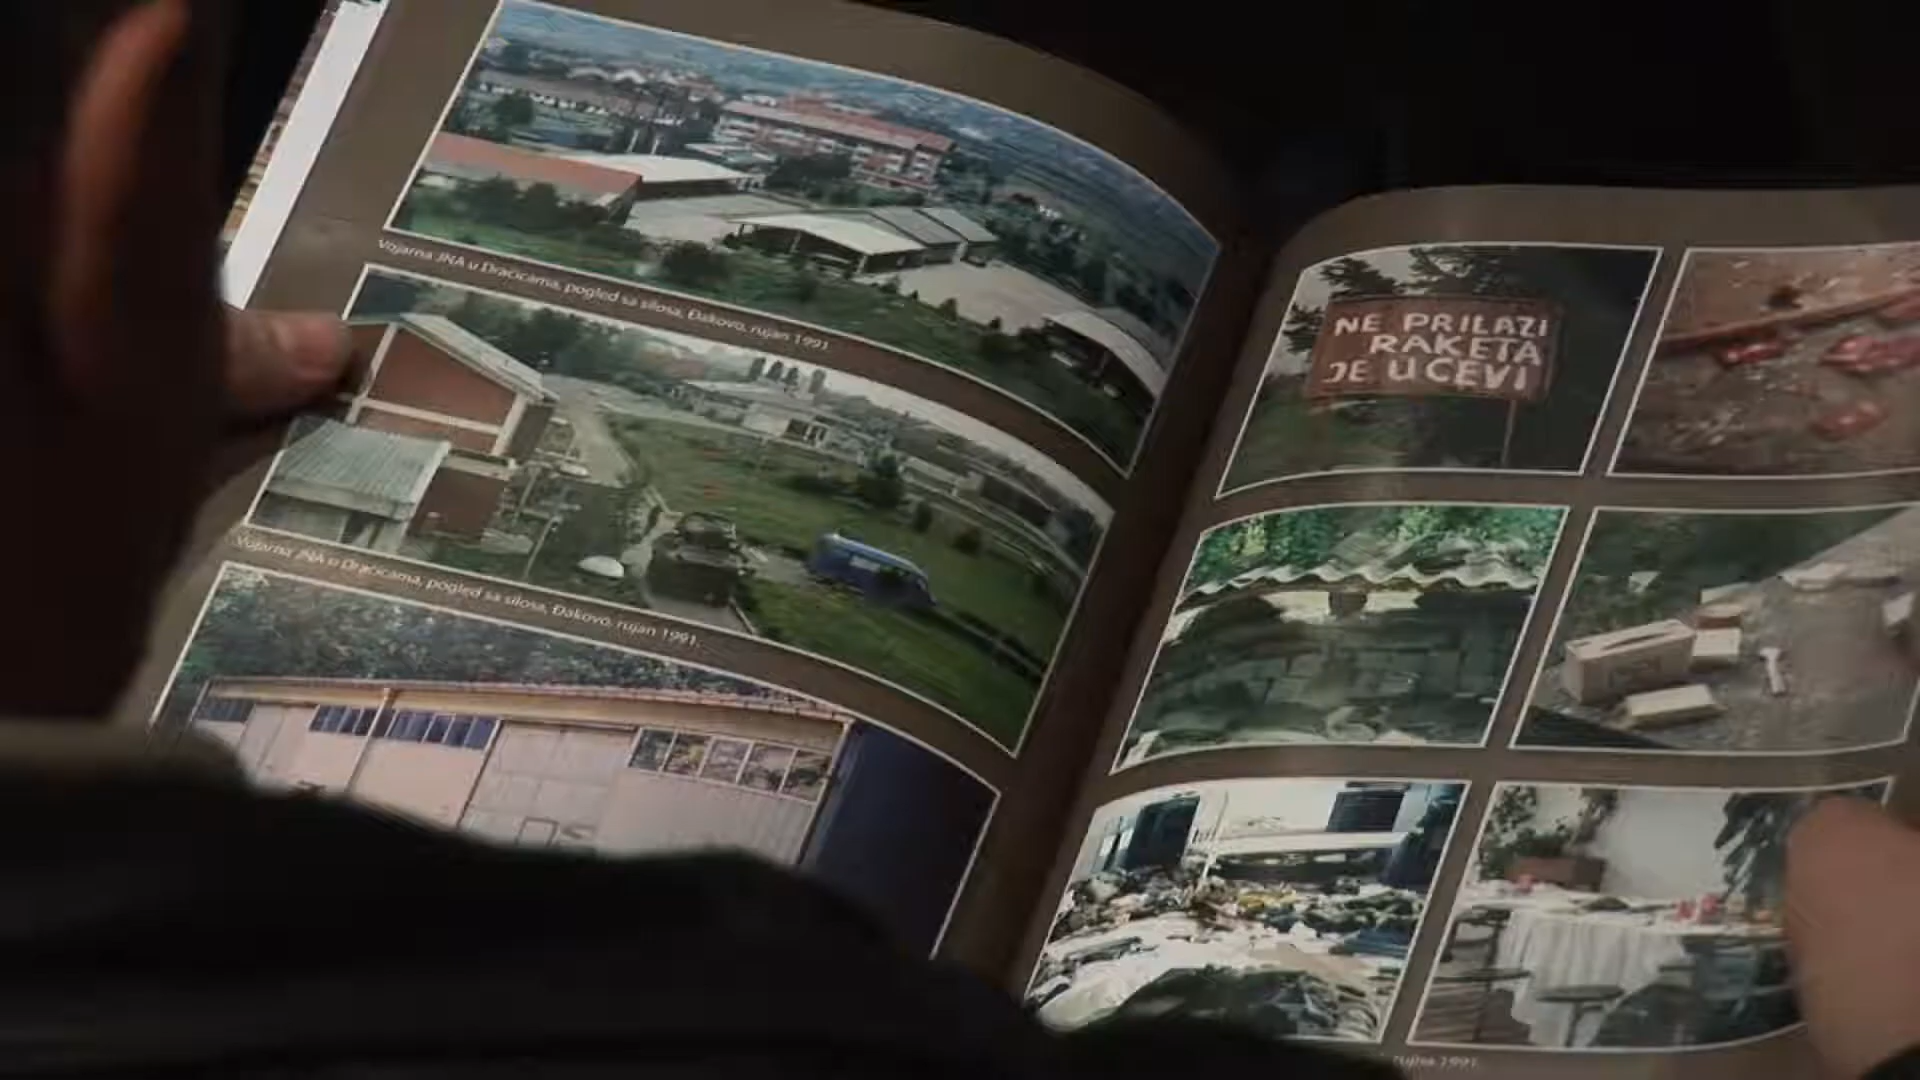 Vojarna JNA u Dračicama, pogled sa silosa, Đakovo, rujan 1991.
Vojarna JNA u Dračicama, pogled sa silosa, Đakovo, rujan 1991.
NE PRILAZI
RAKETA
JE U CEVI
rujna 1991.